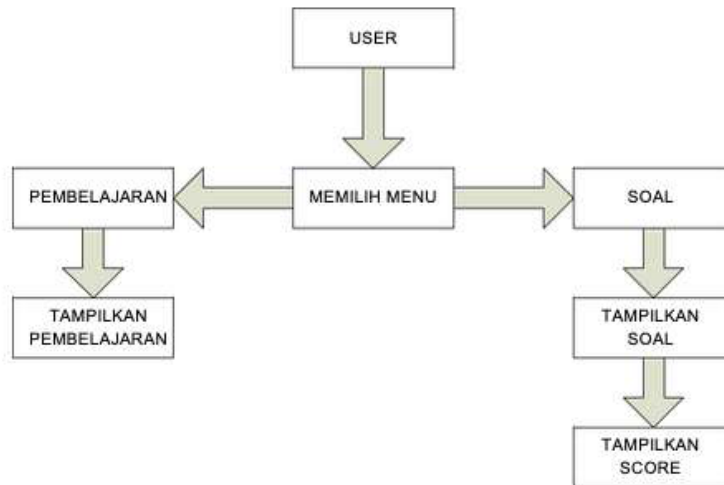 USER
PEMBELAJARAN
MEMILIH MENU
SOAL
TAMPILKAN
PEMBELAJARAN
TAMPILKAN
SOAL
TAMPILKAN
SCORE